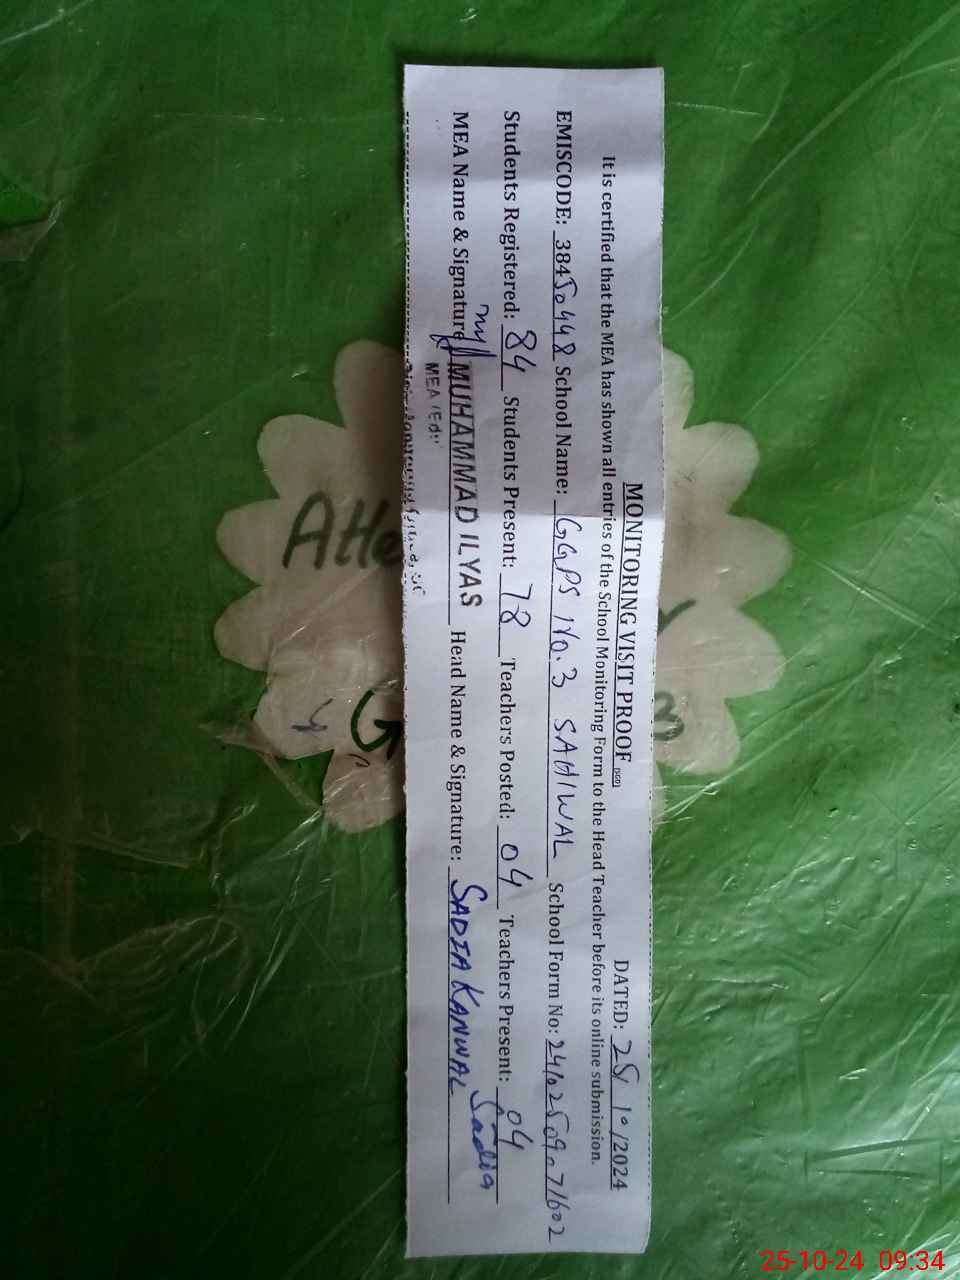 MONITORING VISIT PROOF
DATED: 25/10/2024
It is certified that the MEA has shown all entries of the School Monitoring Form to the Head Teacher before its online submission.
EMISCODE: 38450448 School Name: GGPS No.3 SAHIWAL School Form No: 24102509071602
Students Registered: 84 Students Present: 78 Teachers Posted: 04 Teachers Present: 04
MEA Name & Signature MUHAMMAD ILYAS Head Name & Signature: SADIA KANWAL Sadia
MEA
Atte
G
25-10-24 09:34